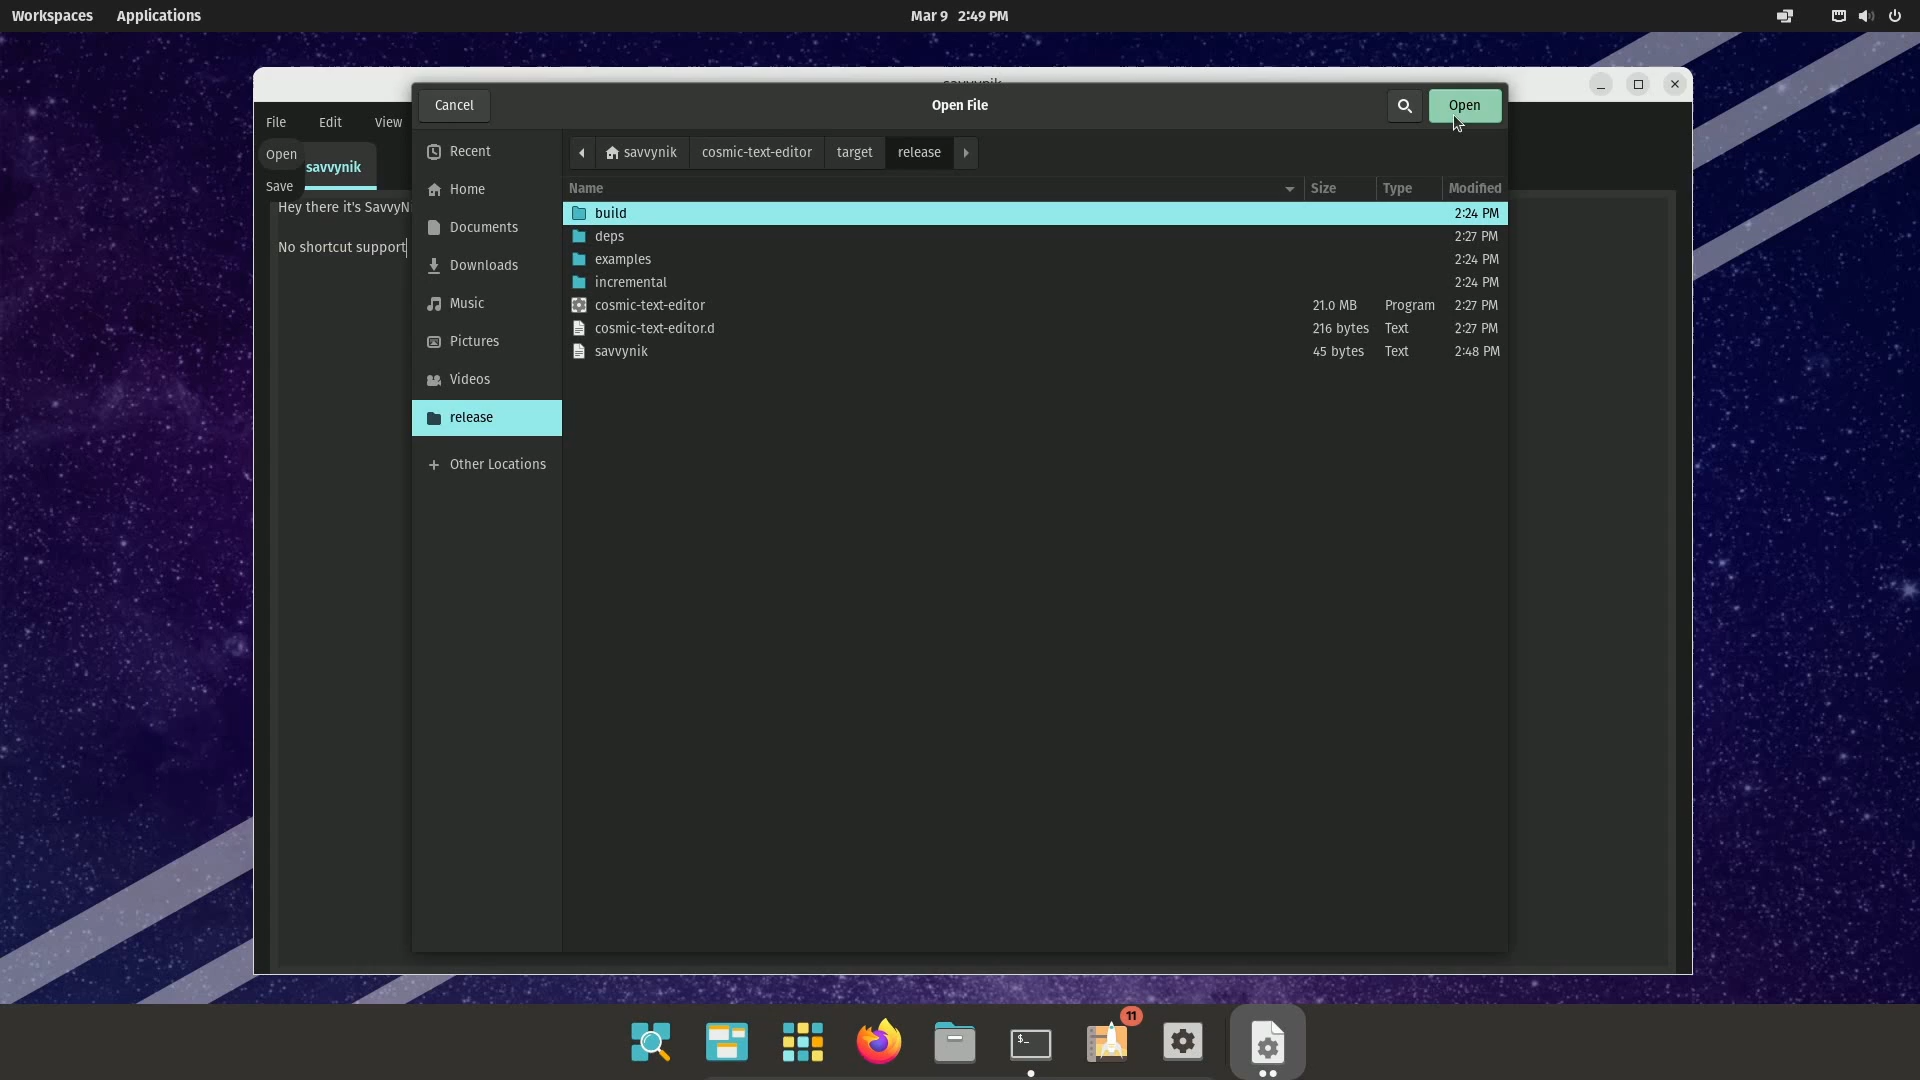 Workspaces Applications Mar 9 2:49 PM
Cancel Open File Open
File Edit View
Open
savvynik
Save
Hey there it's SavvyN
No shortcut support
Recent
Home
Documents
Downloads
Music
Pictures
Videos
release
Other Locations
savvynik cosmic-text-editor target release
Name Size Type Modified
build 2:24 PM
deps 2:27 PM
examples 2:24 PM
incremental 2:24 PM
cosmic-text-editor 21.0 MB Program 2:27 PM
cosmic-text-editor.d 216 bytes Text 2:27 PM
savvynik 45 bytes Text 2:48 PM
$_
11